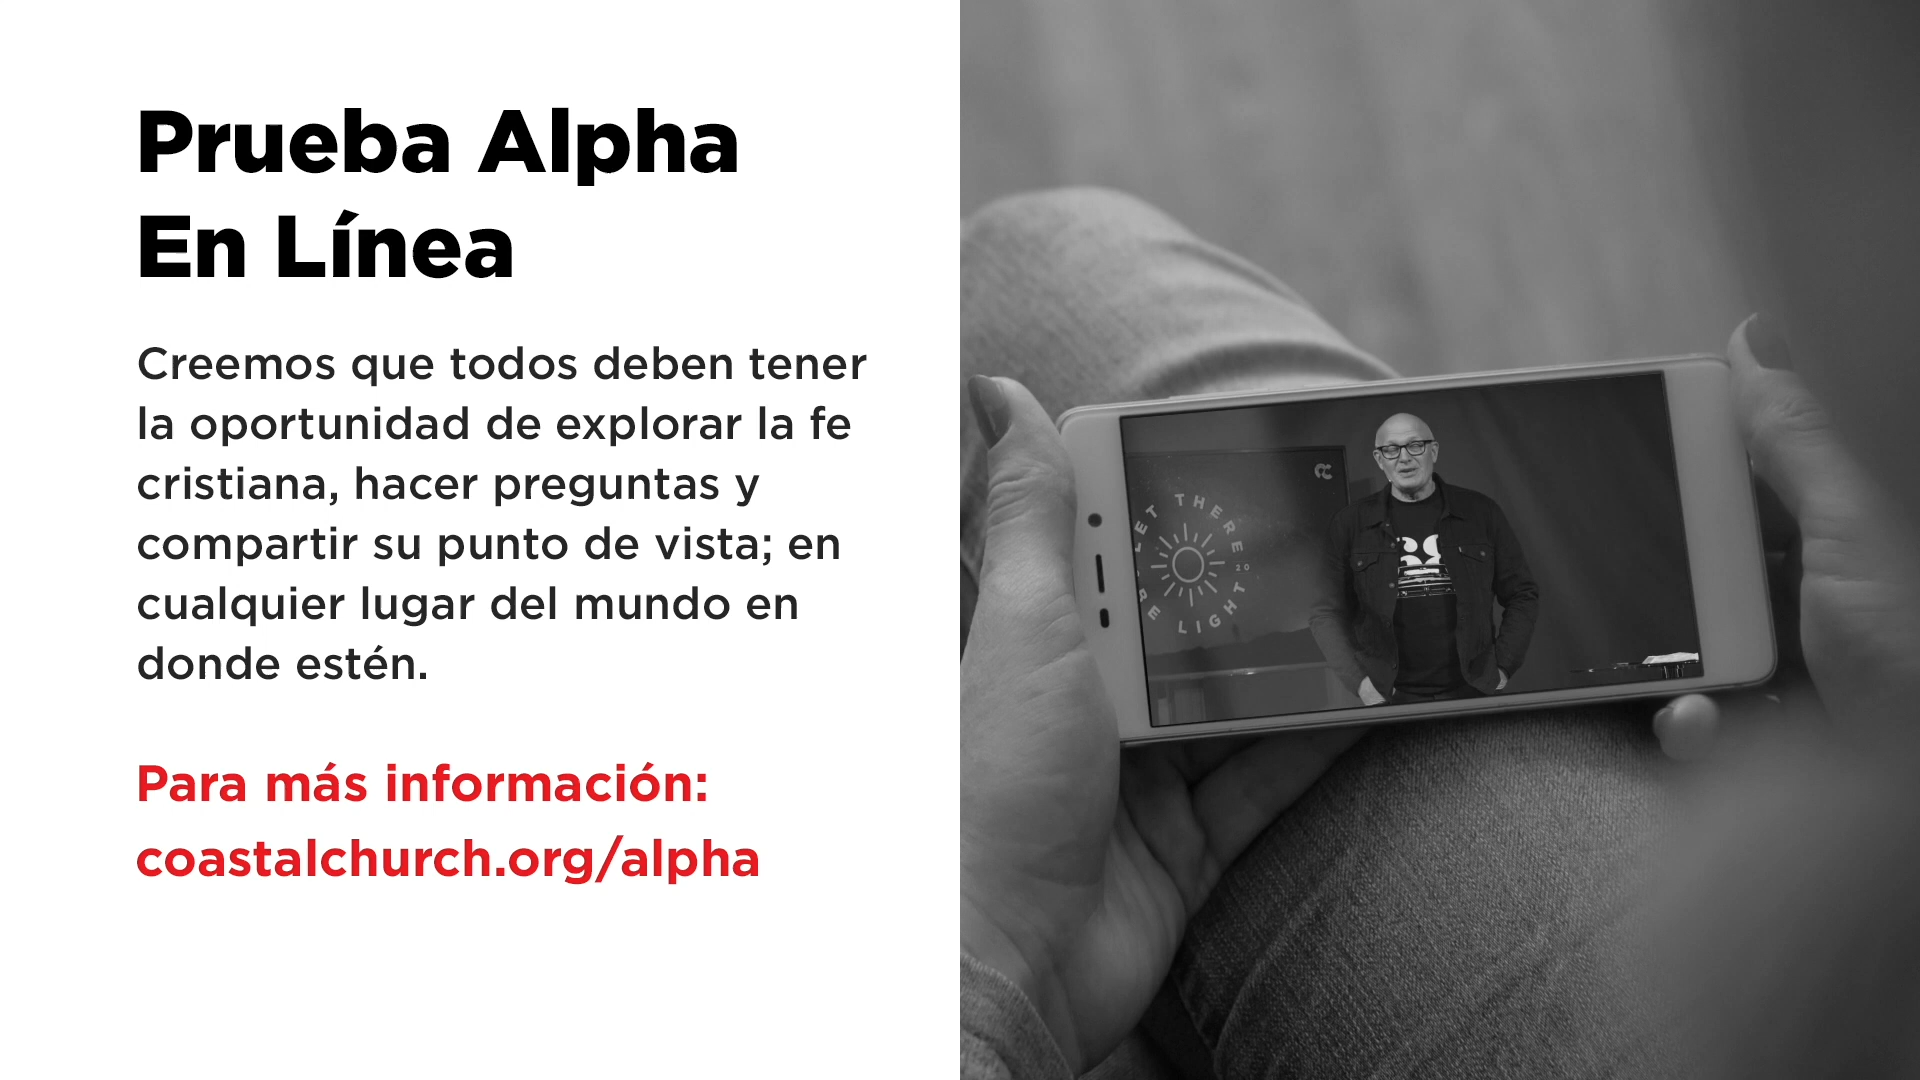 Prueba Alpha
En Línea
Creemos que todos deben tener
la oportunidad de explorar la fe
cristiana, hacer preguntas y
compartir su punto de vista; en
cualquier lugar del mundo en
donde estén.
Para más información:
coastalchurch.org/alpha
LET THERE
BE LIGHT
20